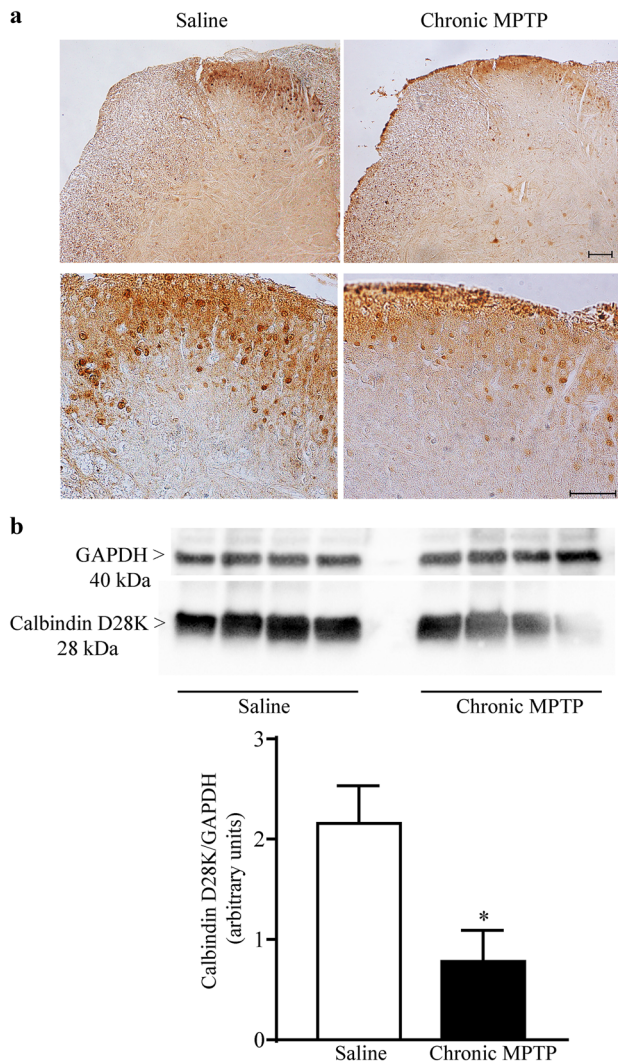 a
Saline Chronic MPTP
b
GAPDH >
40 kDa
Calbindin D28K >
28 kDa
Saline Chronic MPTP
Calbindin D28K/GAPDH
(arbitrary units)
3
2
1
0
*
Saline Chronic MPTP